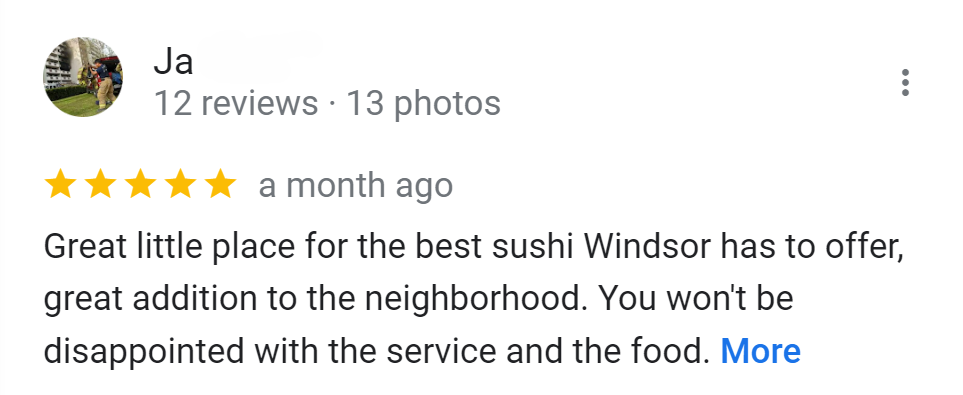 Ja
12 reviews · 13 photos
a month ago
Great little place for the best sushi Windsor has to offer,
great addition to the neighborhood. You won't be
disappointed with the service and the food. More